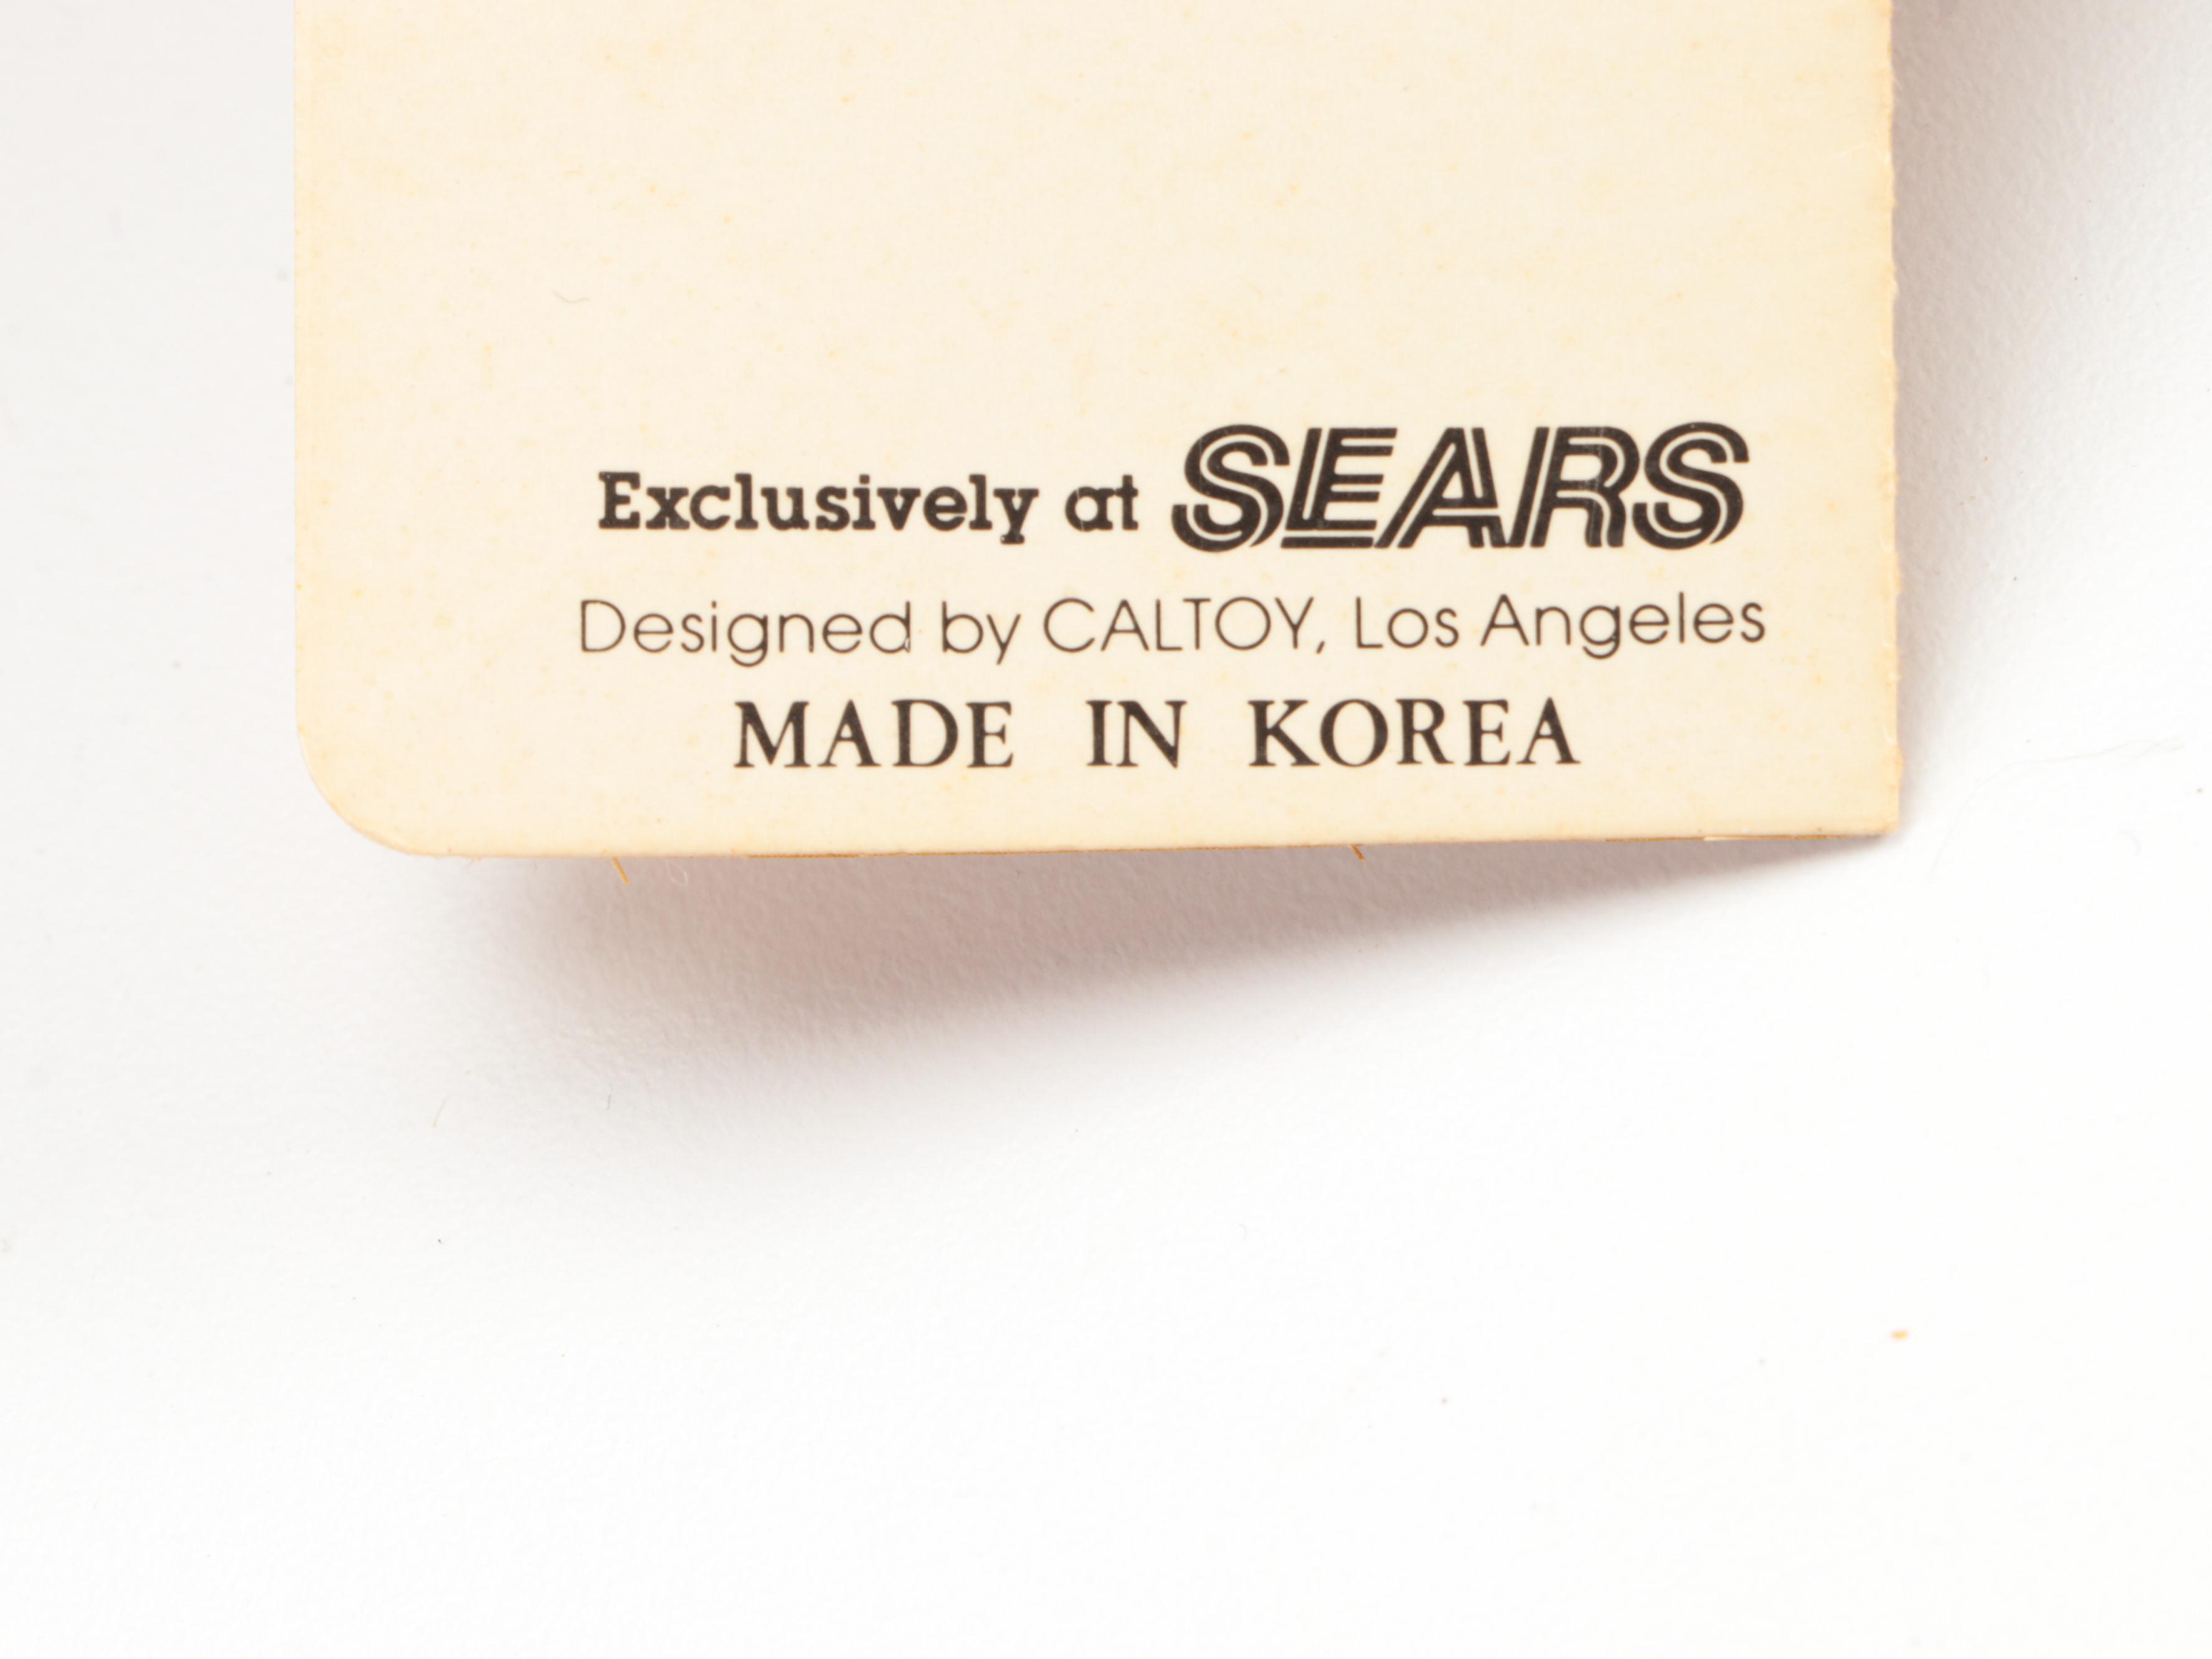 Exclusively at SEARS
Designed by CALTOY, Los Angeles
MADE IN KOREA